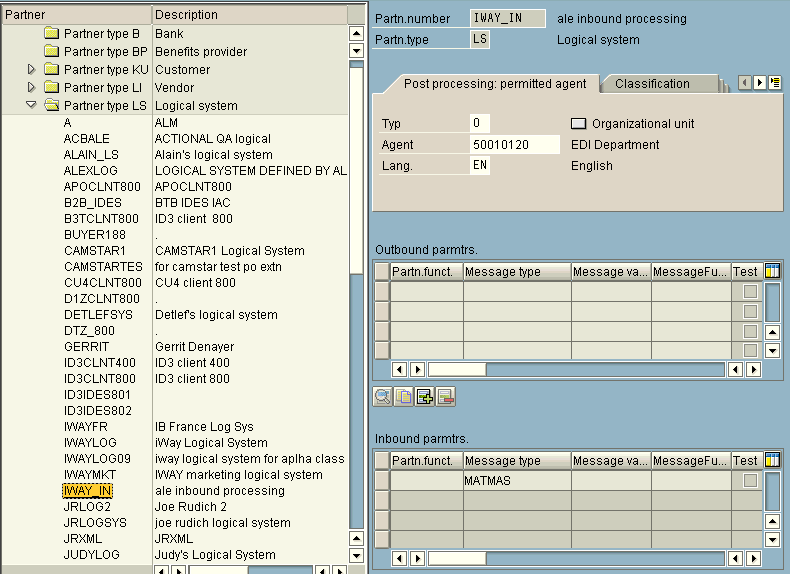 Partner Description
Partner type B Bank
Partner type BP Benefits provider
Partner type KU Customer
Partner type LI Vendor
Partner type LS Logical system
A ALM
ACBALE ACTIONAL QA logical
ALAIN_LS Alain's logical system
ALEXLOG LOGICAL SYSTEM DEFINED BY AL
APOCLNT800 APOCLNT800
B2B_IDES BTB IDES IAC
B3TCLNT800 ID3 client 800
BUYER188 .
CAMSTAR1 CAMSTAR1 Logical System
CAMSTARTES for camstar test po extn
CU4CLNT800 CU4 client 800
D1ZCLNT800 .
DETLEFSYS Detlef's logical system
DTZ_800 .
GERRIT Gerrit Denayer
ID3CLNT400 ID3 client 400
ID3CLNT800 ID3 client 800
ID3IDES801
ID3IDES802
IWAYFR IB France Log Sys
IWAYLOG iWay Logical System
IWAYLOG09 iway logical system for aplha class
IWAYMKT IWAY marketing logical system
IWAY_IN ale inbound processing
JRLOG2 Joe Rudich 2
JRLOGSYS joe rudich logical system
JRXML JRXML
JUDYLOG Judy's Logical System
Partn.number IWAY_IN ale inbound processing
Partn.type LS Logical system
Post processing: permitted agent Classification
Typ 0 Organizational unit
Agent 50010120 EDI Department
Lang. EN English
Outbound parmtrs.
Partn.funct. Message type Message va... MessageFu... Test
Inbound parmtrs.
Partn.funct. Message type Message va... MessageFu... Test
MATMAS